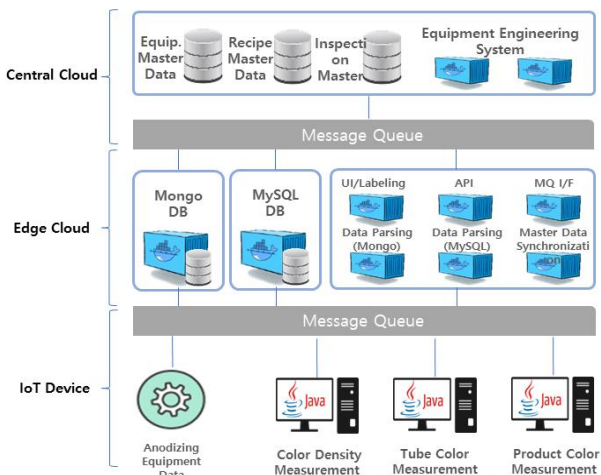 Central Cloud
Equip.
Master
Data
Recipe
Master
Data
Inspecti
on
Master
Equipment Engineering
System
Message Queue
Edge Cloud
Mongo
DB
MySQL
DB
UI/Labeling
API
MQ I/F
Data Parsing
(Mongo)
Data Parsing
(MySQL)
Master Data
Synchronizati
on
Message Queue
IoT Device
Java
Java
Java
Anodizing
Equipment
Data
Color Density
Measurement
Tube Color
Measurement
Product Color
Measurement